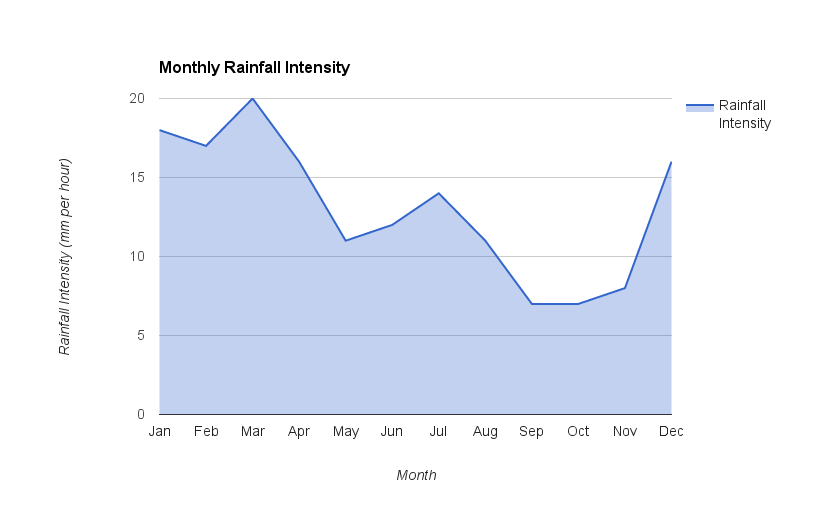 Monthly Rainfall Intensity
20
15
10
5
0
Rainfall Intensity (mm per hour)
Jan Feb Mar Apr May Jun Jul Aug Sep Oct Nov Dec
Month
Rainfall
Intensity